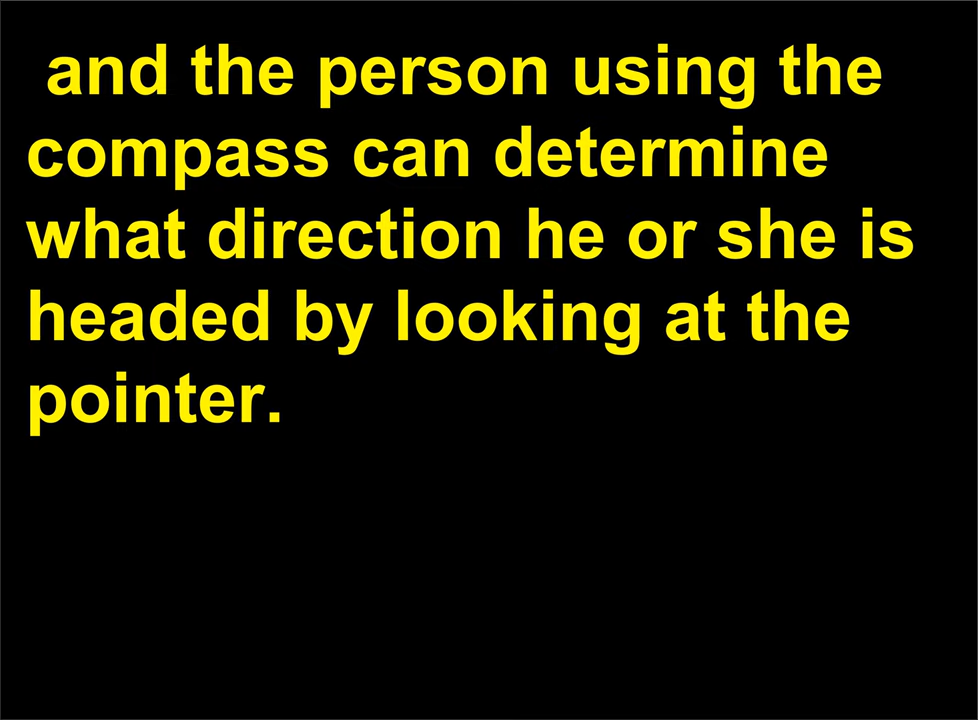 and the person using the
compass can determine
what direction he or she is
headed by looking at the
pointer.